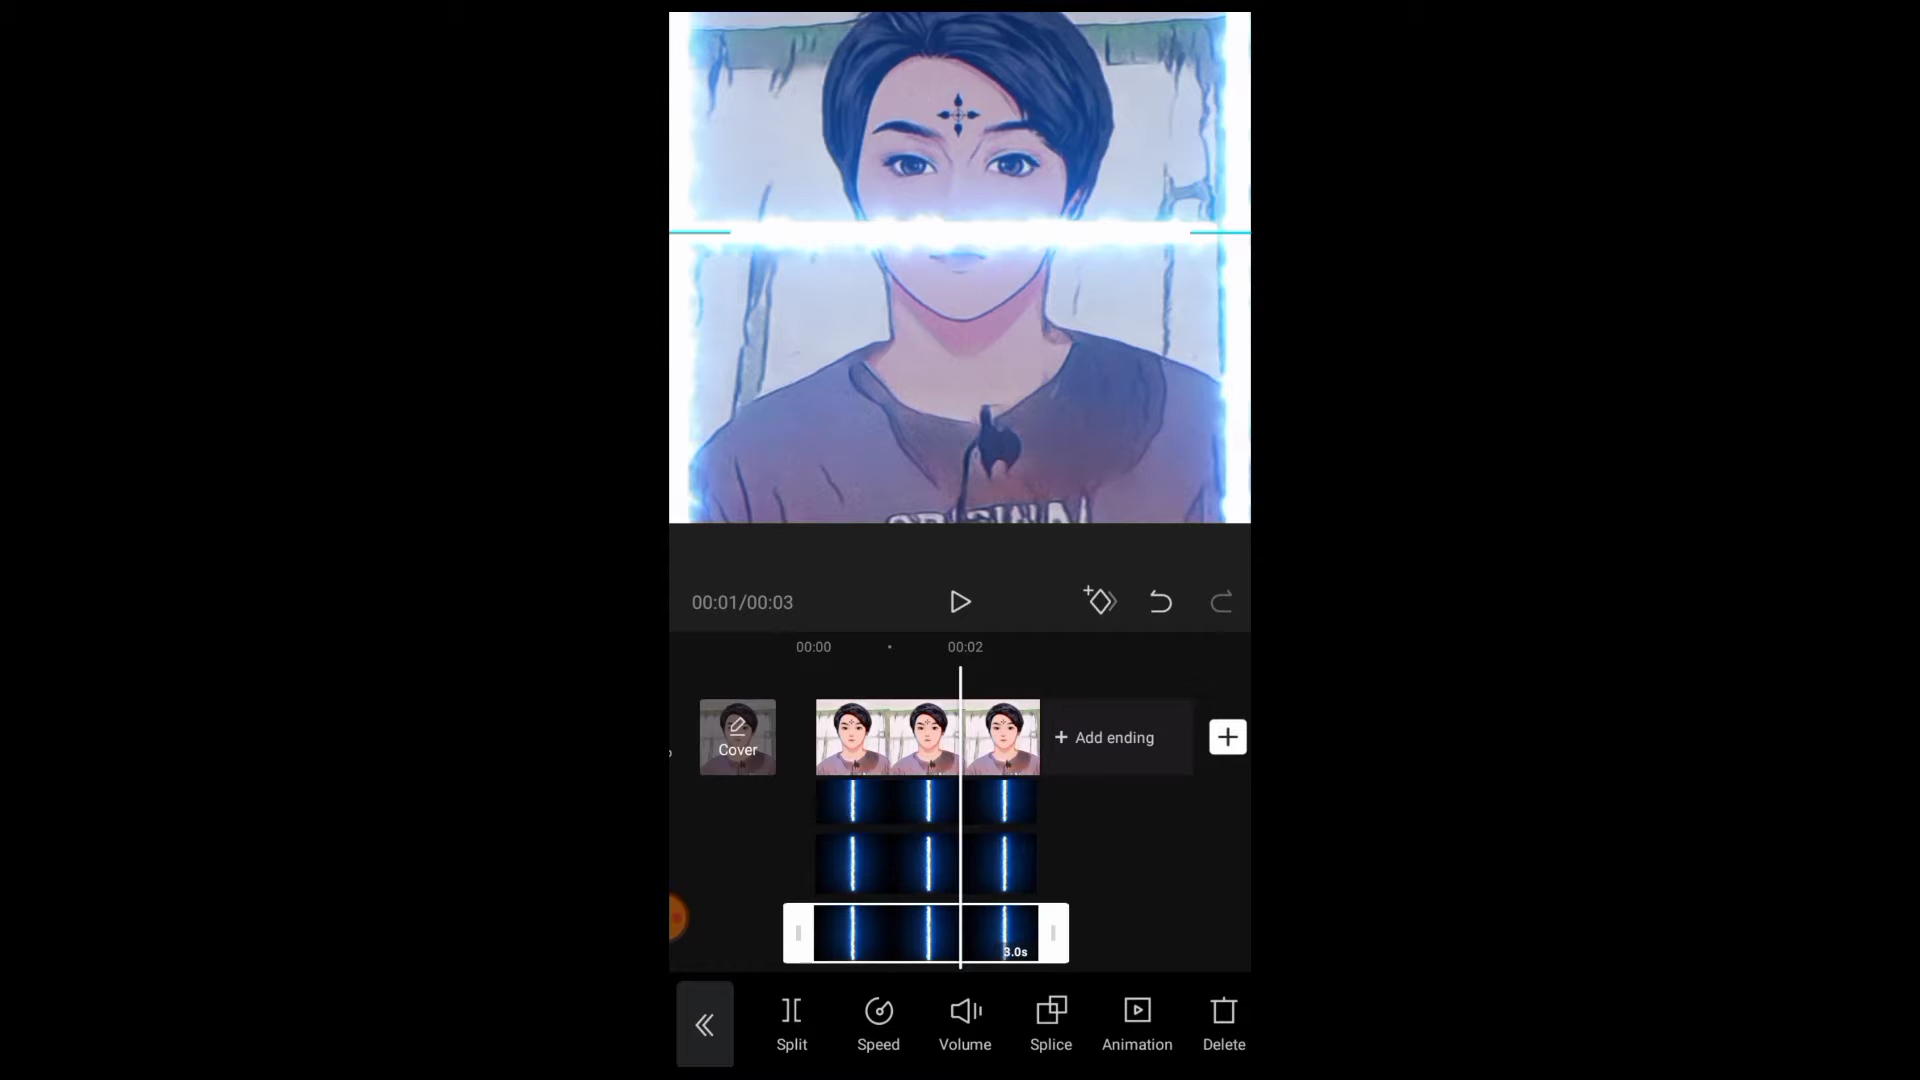 00:01/00:03
00:00
00:02
Cover
+ Add ending
3.0s
Split
Speed
Volume
Splice
Animation
Delete